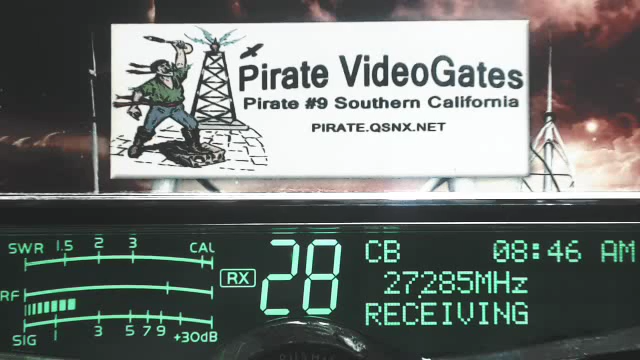 Pirate VideoGates
Pirate #9 Southern California
PIRATE.QSNX.NET
SWR 1.5 2 3 CAL
RX
28
CB 08:46 AM
27285MHz
RF
RECEIVING
SIG 1 3 5 7 9 +30dB